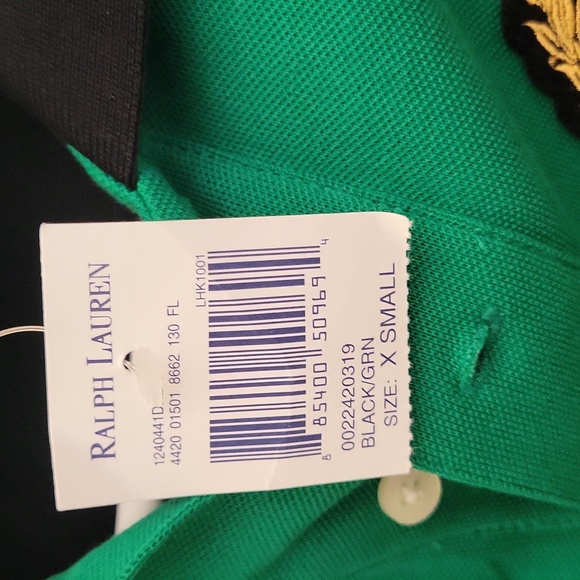 RALPH LAUREN
1240441D
4420 01501 8662 130 FL
LHK1001
8 85400 50969 4
0022420319
BLACK/GRN
SIZE: X SMALL